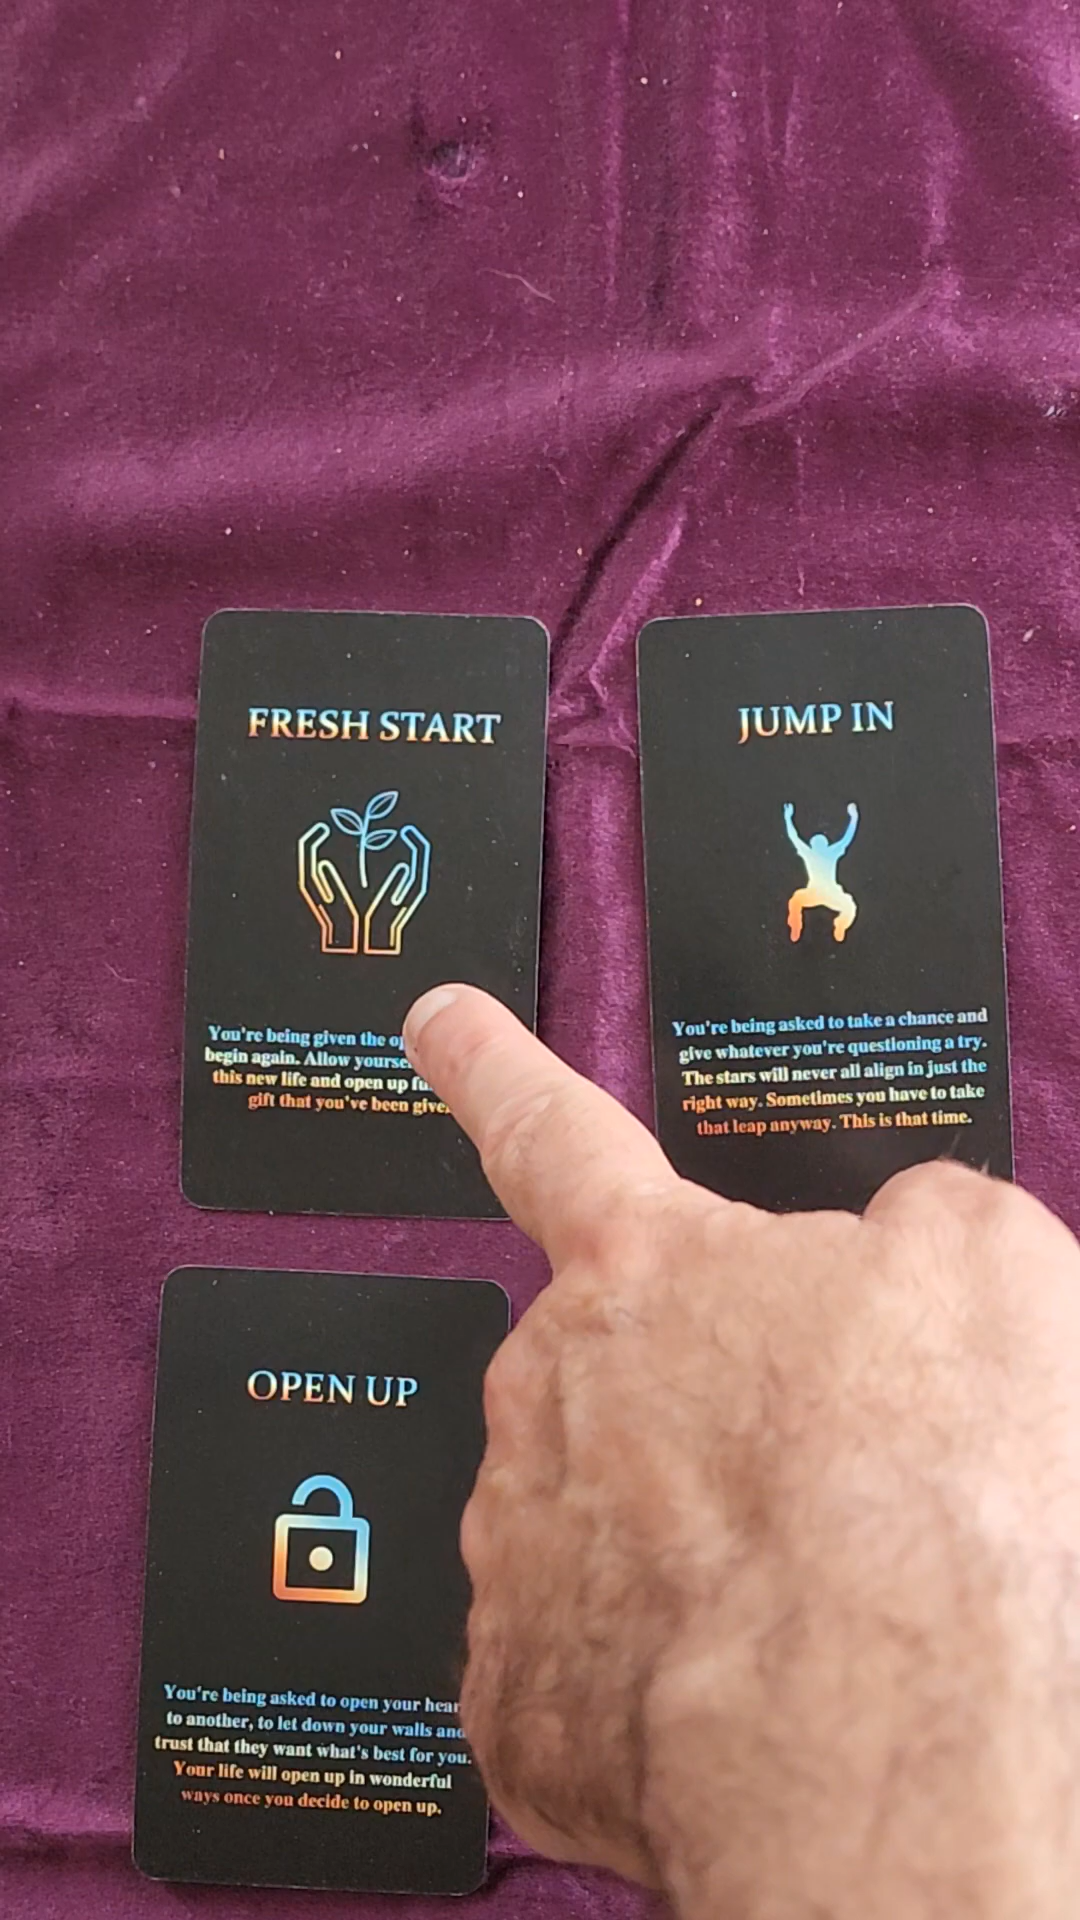 FRESH START
You're being given the
begin again. Allow
this new life and open up
gift that you've been
JUMP IN
You're being asked to take a chance and
give whatever you're questioning a try.
The stars will never all align in just the
right way. Sometimes you have to take
that leap anyway. This is that time.
OPEN UP
You're being asked to open your
to another, to let down your walls and
trust that they want what's best for you.
Your life will open up in wonderful
ways once you decide to open up.